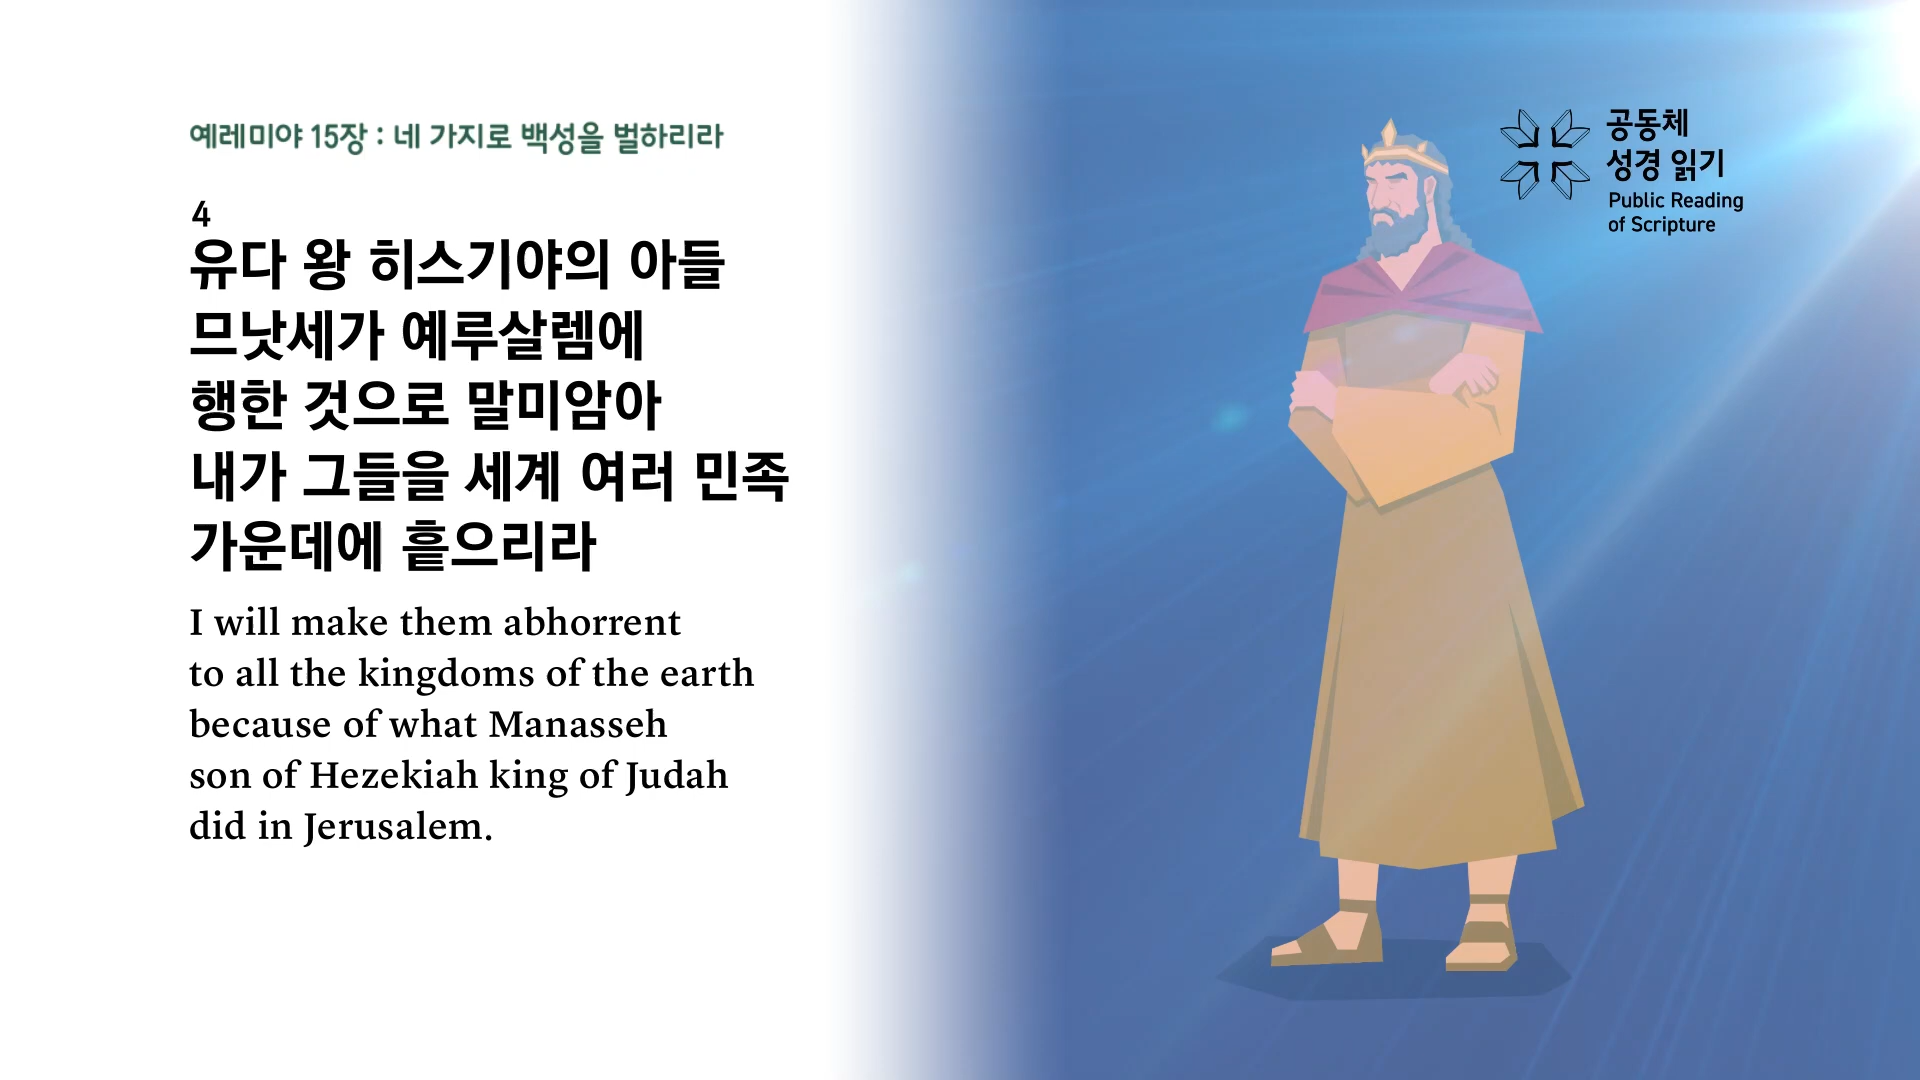 예레미야 15장 : 네 가지로 백성을 벌하리라
4
유다 왕 히스기야의 아들
므낫세가 예루살렘에
행한 것으로 말미암아
내가 그들을 세계 여러 민족
가운데에 흩으리라
I will make them abhorrent
to all the kingdoms of the earth
because of what Manasseh
son of Hezekiah king of Judah
did in Jerusalem.
공동체
성경 읽기
Public Reading
of Scripture